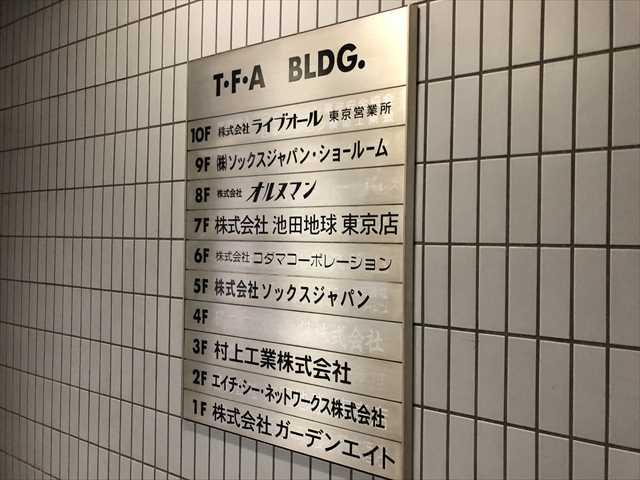 T・F・A BLDG.
10F 株式会社 ライブオール 東京営業所
9F ㈱ソックスジャパン・ショールーム
8F 株式会社 オルヌマン
7F 株式会社 池田地球 東京店
6F 株式会社 コダマコーポレーション
5F 株式会社ソックスジャパン
4F 株式会社
3F 村上工業株式会社
2F エイチ・シー・ネットワークス株式会社
1F 株式会社 ガーデンエイト